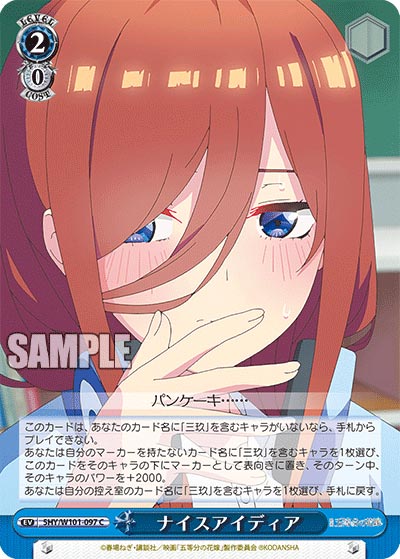 LEVEL
2
0
COST
SAMPLE
パンケーキ……
このカードは、あなたのカード名に「三玖」を含むキャラがいないなら、手札から
プレイできない。
あなたは自分のマーカーを持たないカード名に「三玖」を含むキャラを1枚選び、
このカードをそのキャラの下にマーカーとして表向きに置き、そのターン中、
そのキャラのパワーを+2000。
あなたは自分の控え室のカード名に「三玖」を含むキャラを1枚選び、手札に戻す。
EV 5HY/W101-097 C
ナイスアイディア
©春場ねぎ・講談社/映画「五等分の花嫁」製作委員会 ©KODANSHA